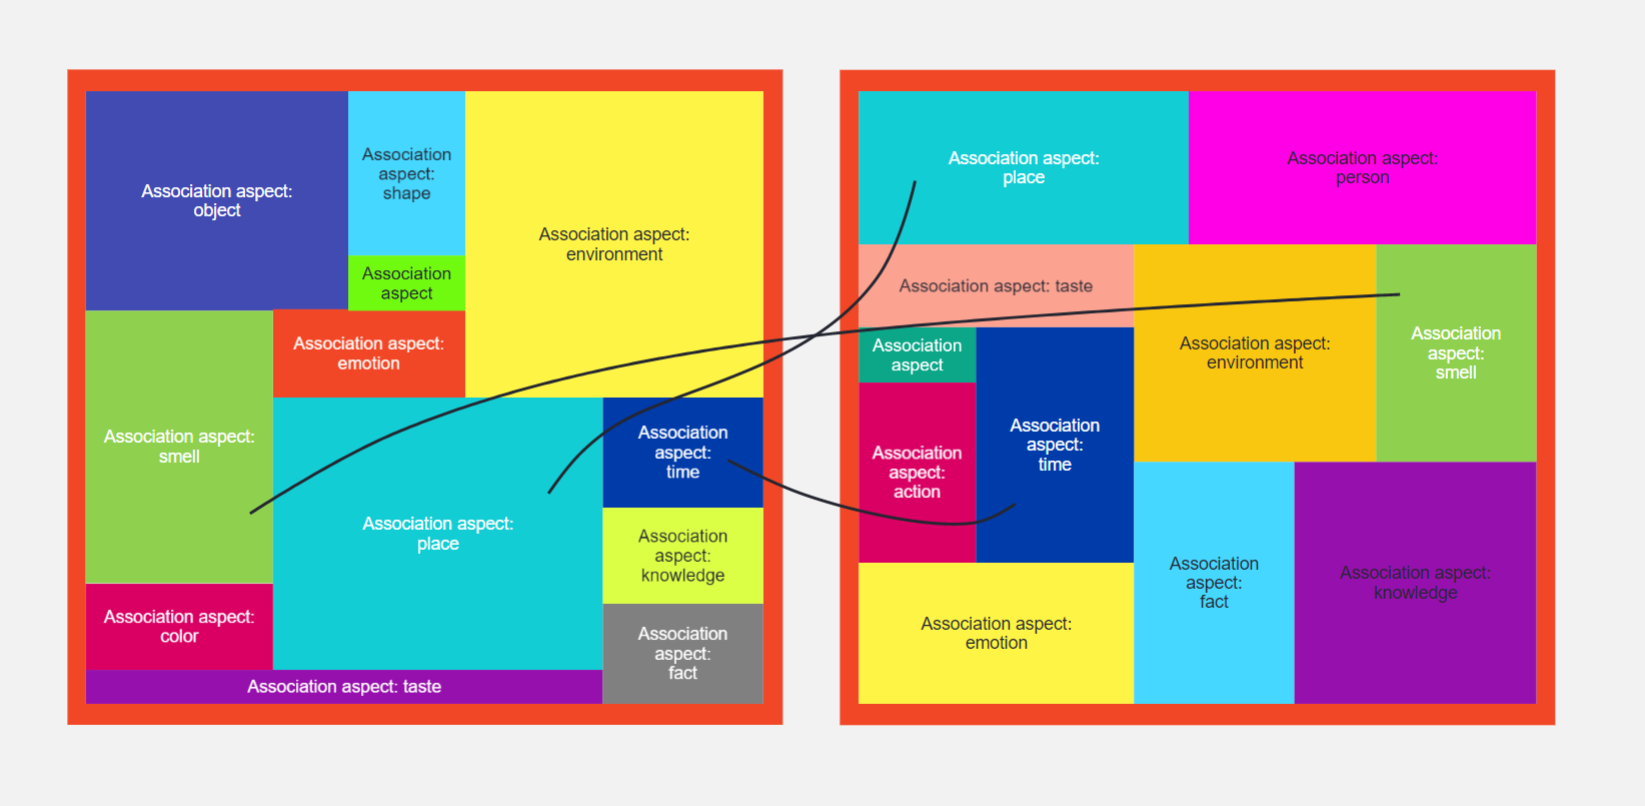 Association aspect:
object
Association
aspect:
shape
Association
aspect
Association aspect:
environment
Association aspect:
emotion
Association aspect:
smell
Association aspect:
place
Association
aspect:
time
Association
aspect:
knowledge
Association aspect:
color
Association
aspect:
fact
Association aspect: taste
Association aspect:
place
Association aspect:
person
Association aspect: taste
Association
aspect
Association aspect:
environment
Association
aspect:
smell
Association
aspect:
action
Association
aspect:
time
Association aspect:
emotion
Association
aspect:
fact
Association aspect:
knowledge